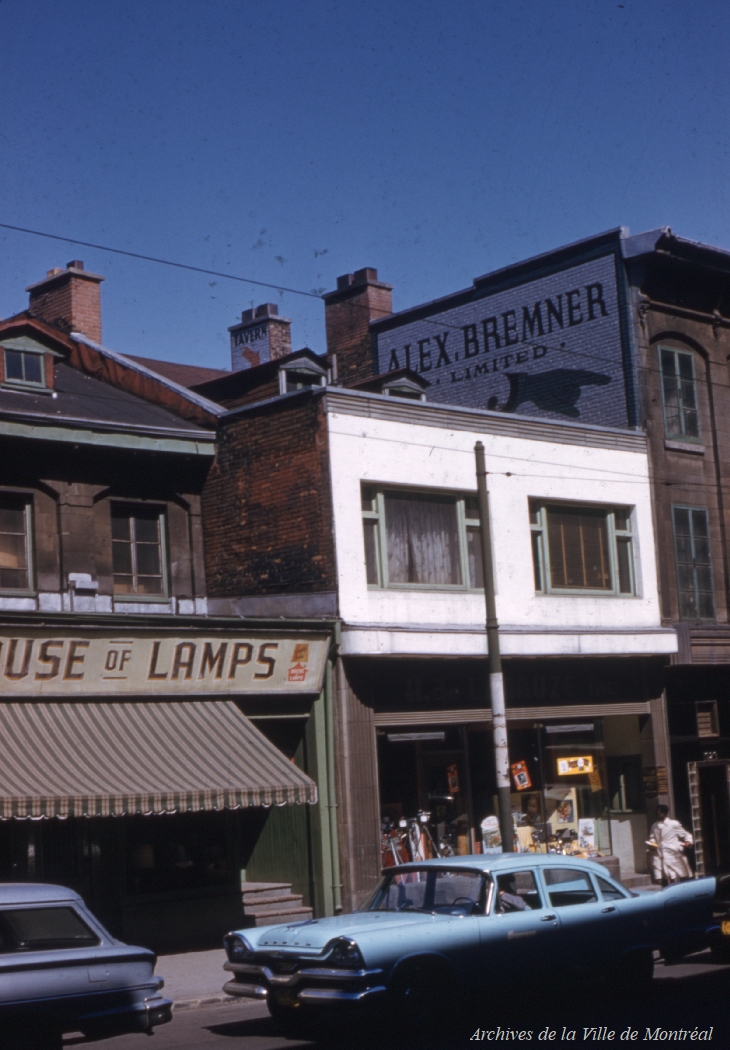 TAVERN
ALEX. BREMNER
LIMITED
USE OF LAMPS
Archives de la Ville de Montréal